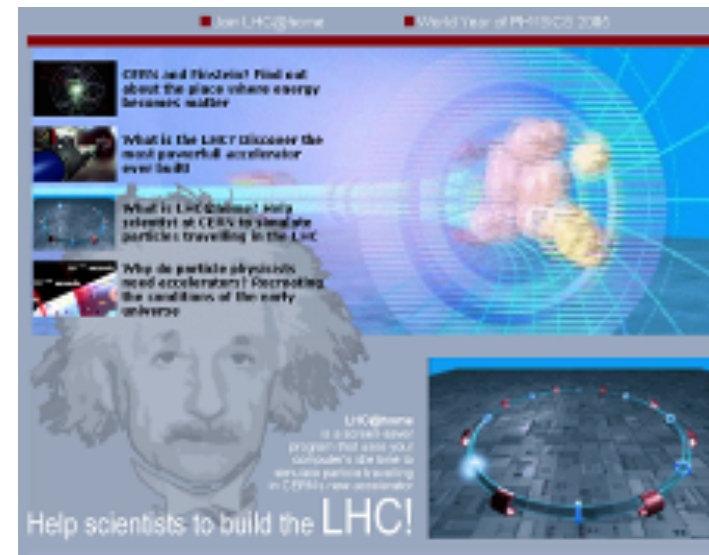 Join LHC@home
World Year of PHYSICS 2005
CERN and Einstein? Find out
about the place where energy
becomes matter
What is the LHC? Discover the
most powerfull accelerator
ever built!
What is LHC@home? Help
scientist at CERN to simulate
particles travelling in the LHC
Why do particle physicists
need accelerators? Recreating
the conditions of the early
universe
LHC@home
is a screen-saver
program that uses your
computer's idle time to
simulate particle travelling
in CERN's new accelerator
Help scientists to build the LHC!